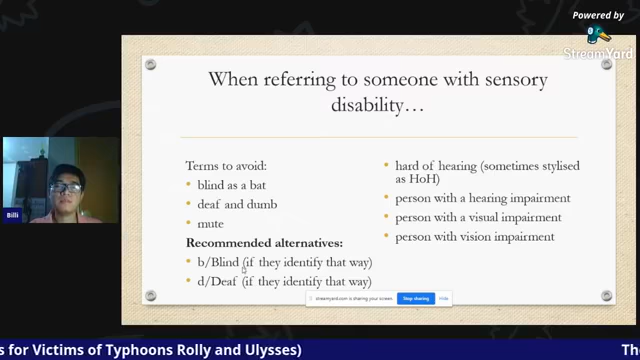 Powered by
StreamYard
When referring to someone with sensory
disability…
Terms to avoid:
• blind as a bat
• deaf and dumb
• mute
Recommended alternatives:
• b/Blind (if they identify that way)
• d/Deaf (if they identify that way)
• hard of hearing (sometimes stylised
as HoH)
• person with a hearing impairment
• person with a visual impairment
• person with vision impairment
Billi
streamyard.com is sharing your screen.
Stop sharing
Hide
s for Victims of Typhoons Rolly and Ulysses)
The